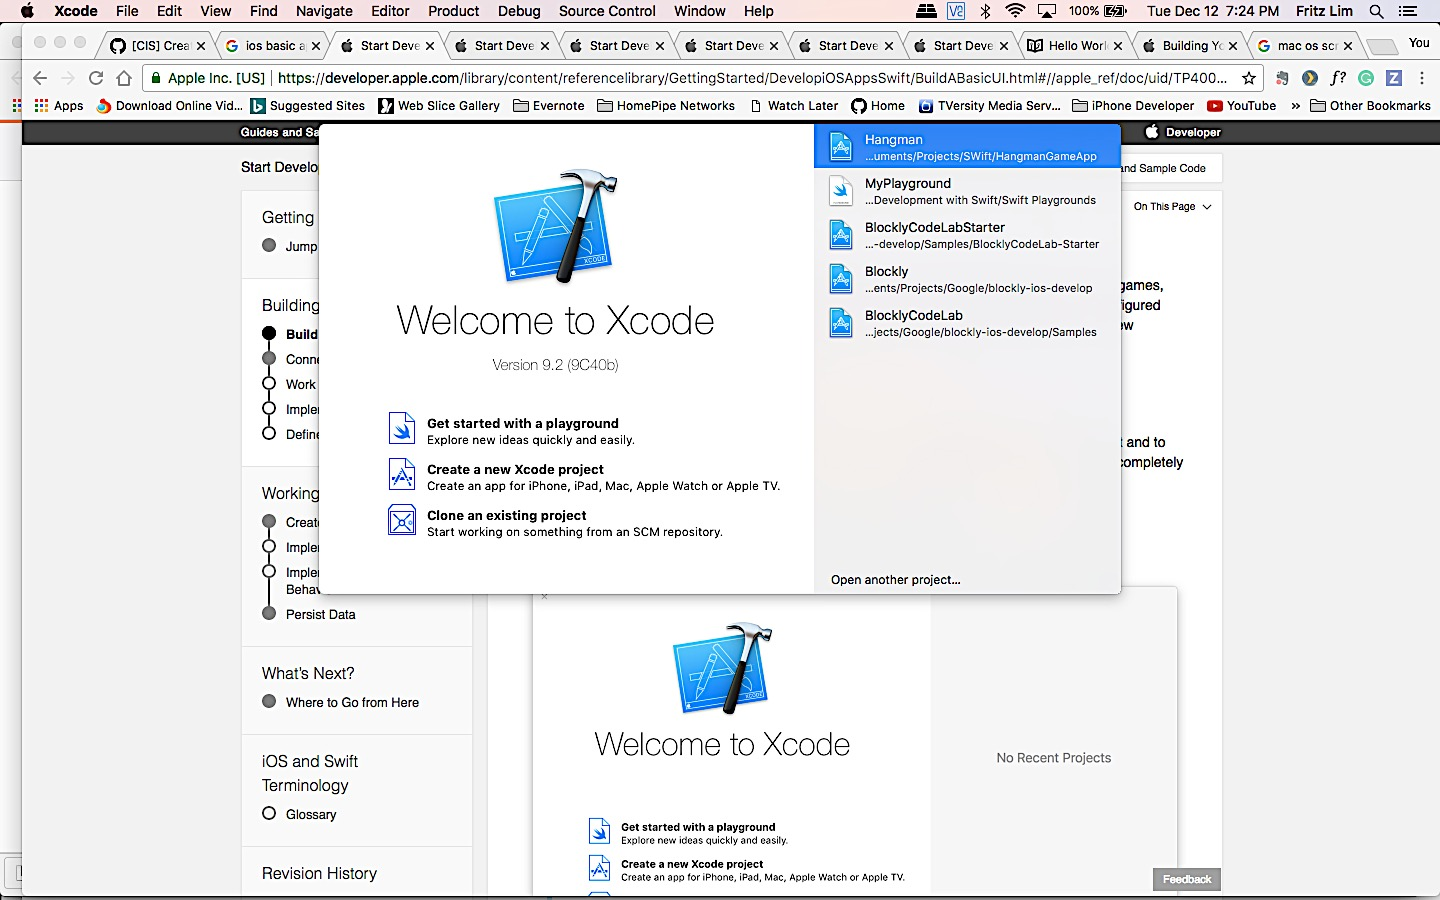 Xcode File Edit View Find Navigate Editor Product Debug Source Control Window Help 100% Tue Dec 12 7:24 PM Fritz Lim
[CIS] Crea ios basic a Start Deve Start Deve Start Deve Start Deve Start Deve Start Deve Hello Worl Building Yo mac os scr You
Apple Inc. [US] | https://developer.apple.com/library/content/referencelibrary/GettingStarted/DevelopiOSAppsSwift/BuildABasicUI.html#//apple_ref/doc/uid/TP400... f?
Apps Download Online Vid... Suggested Sites Web Slice Gallery Evernote HomePipe Networks Watch Later Home TVersity Media Serv... iPhone Developer YouTube » Other Bookmarks
Guides and Sa Developer
Start Develo and Sample Code
On This Page
Getting
Jump
Building
Build
Conne
Work
Implem
Define
Working
Create
Implem
Implem
Behav
Persist Data
What's Next?
Where to Go from Here
iOS and Swift
Terminology
Glossary
Revision History
XCODE
Welcome to Xcode
Version 9.2 (9C40b)
Get started with a playground
Explore new ideas quickly and easily.
Create a new Xcode project
Create an app for iPhone, iPad, Mac, Apple Watch or Apple TV.
Clone an existing project
Start working on something from an SCM repository.
Hangman
...uments/Projects/SWift/HangmanGameApp
MyPlayground
...Development with Swift/Swift Playgrounds
BlocklyCodeLabStarter
...-develop/Samples/BlocklyCodeLab-Starter
Blockly
...ents/Projects/Google/blockly-ios-develop
BlocklyCodeLab
...jects/Google/blockly-ios-develop/Samples
Open another project...
games,
figured
ew
t and to
completely
XCODE
Welcome to Xcode
No Recent Projects
Get started with a playground
Explore new ideas quickly and easily.
Create a new Xcode project
Create an app for iPhone, iPad, Mac, Apple Watch or Apple TV.
Feedback